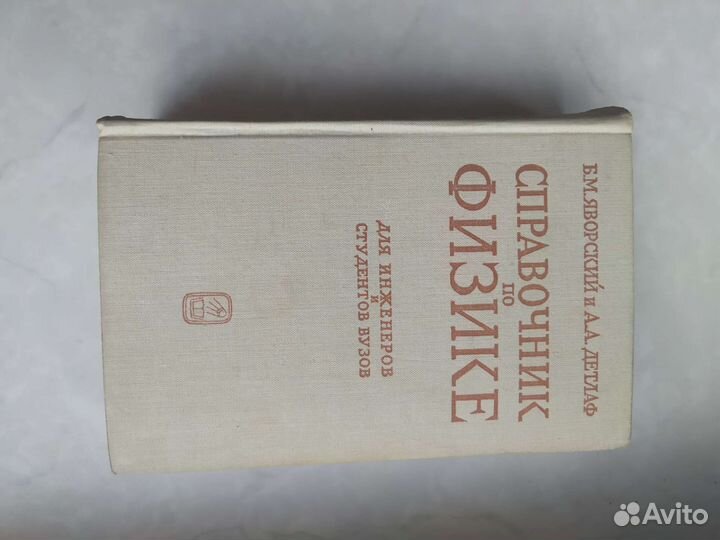 Б.М. ЯВОРСКИЙ и А.А. ДЕТЛАФ
СПРАВОЧНИК
ПО
ФИЗИКЕ
ДЛЯ ИНЖЕНЕРОВ
И
СТУДЕНТОВ ВУЗОВ
Avito